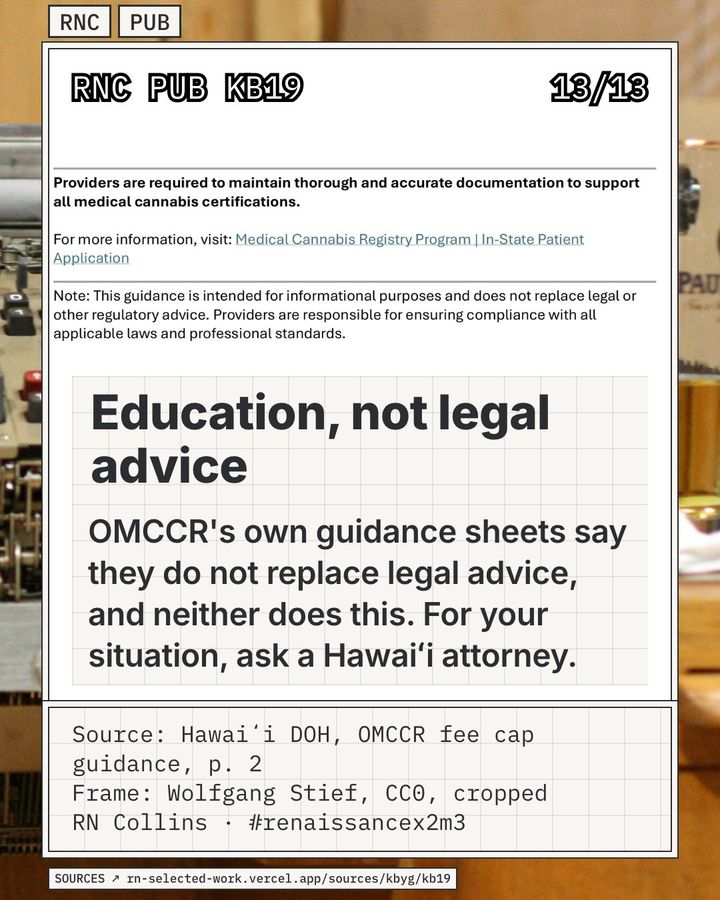 RNC PUB
RNC PUB KB19 13/13
Providers are required to maintain thorough and accurate documentation to support
all medical cannabis certifications.
For more information, visit: Medical Cannabis Registry Program | In-State Patient
Application
Note: This guidance is intended for informational purposes and does not replace legal or
other regulatory advice. Providers are responsible for ensuring compliance with all
applicable laws and professional standards.
Education, not legal
advice
OMCCR's own guidance sheets say
they do not replace legal advice,
and neither does this. For your
situation, ask a Hawaiʻi attorney.
Source: Hawaiʻi DOH, OMCCR fee cap
guidance, p. 2
Frame: Wolfgang Stief, CC0, cropped
RN Collins · #renaissancex2m3
SOURCES ↗ rn-selected-work.vercel.app/sources/kbyg/kb19